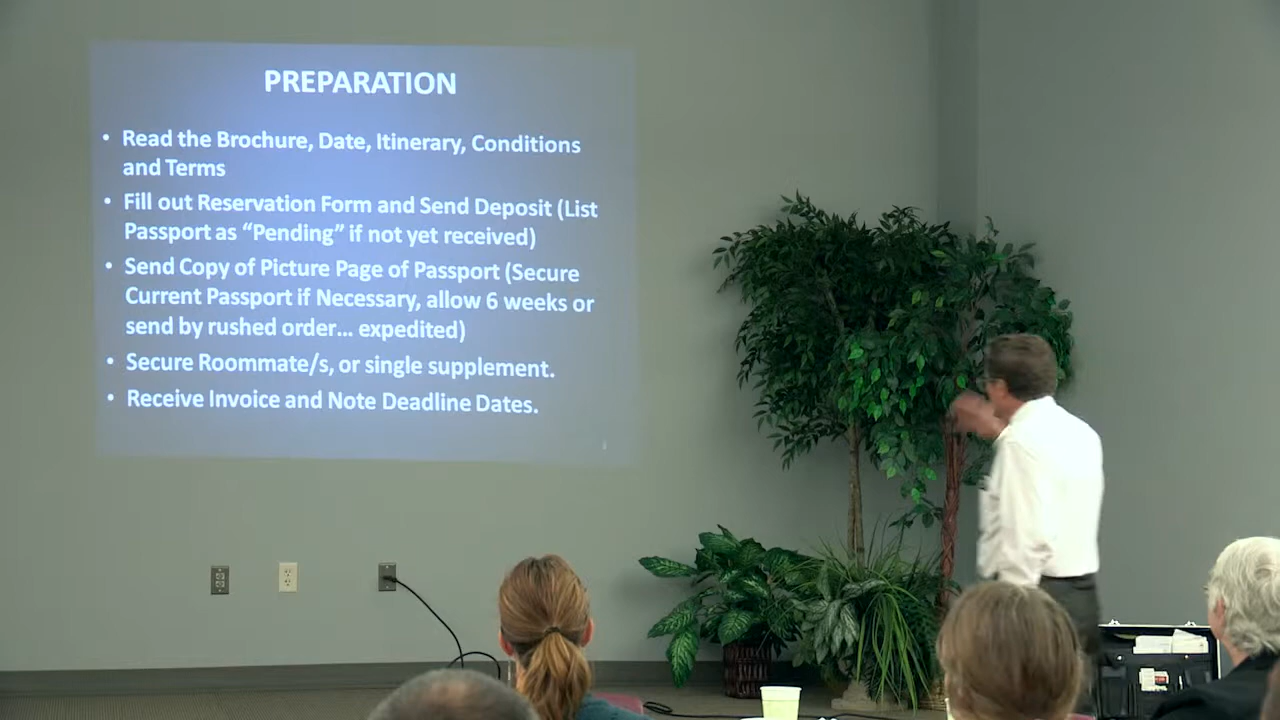 PREPARATION
• Read the Brochure, Date, Itinerary, Conditions
and Terms
• Fill out Reservation Form and Send Deposit (List
Passport as “Pending” if not yet received)
• Send Copy of Picture Page of Passport (Secure
Current Passport if Necessary, allow 6 weeks or
send by rushed order... expedited)
• Secure Roommate/s, or single supplement.
• Receive Invoice and Note Deadline Dates.